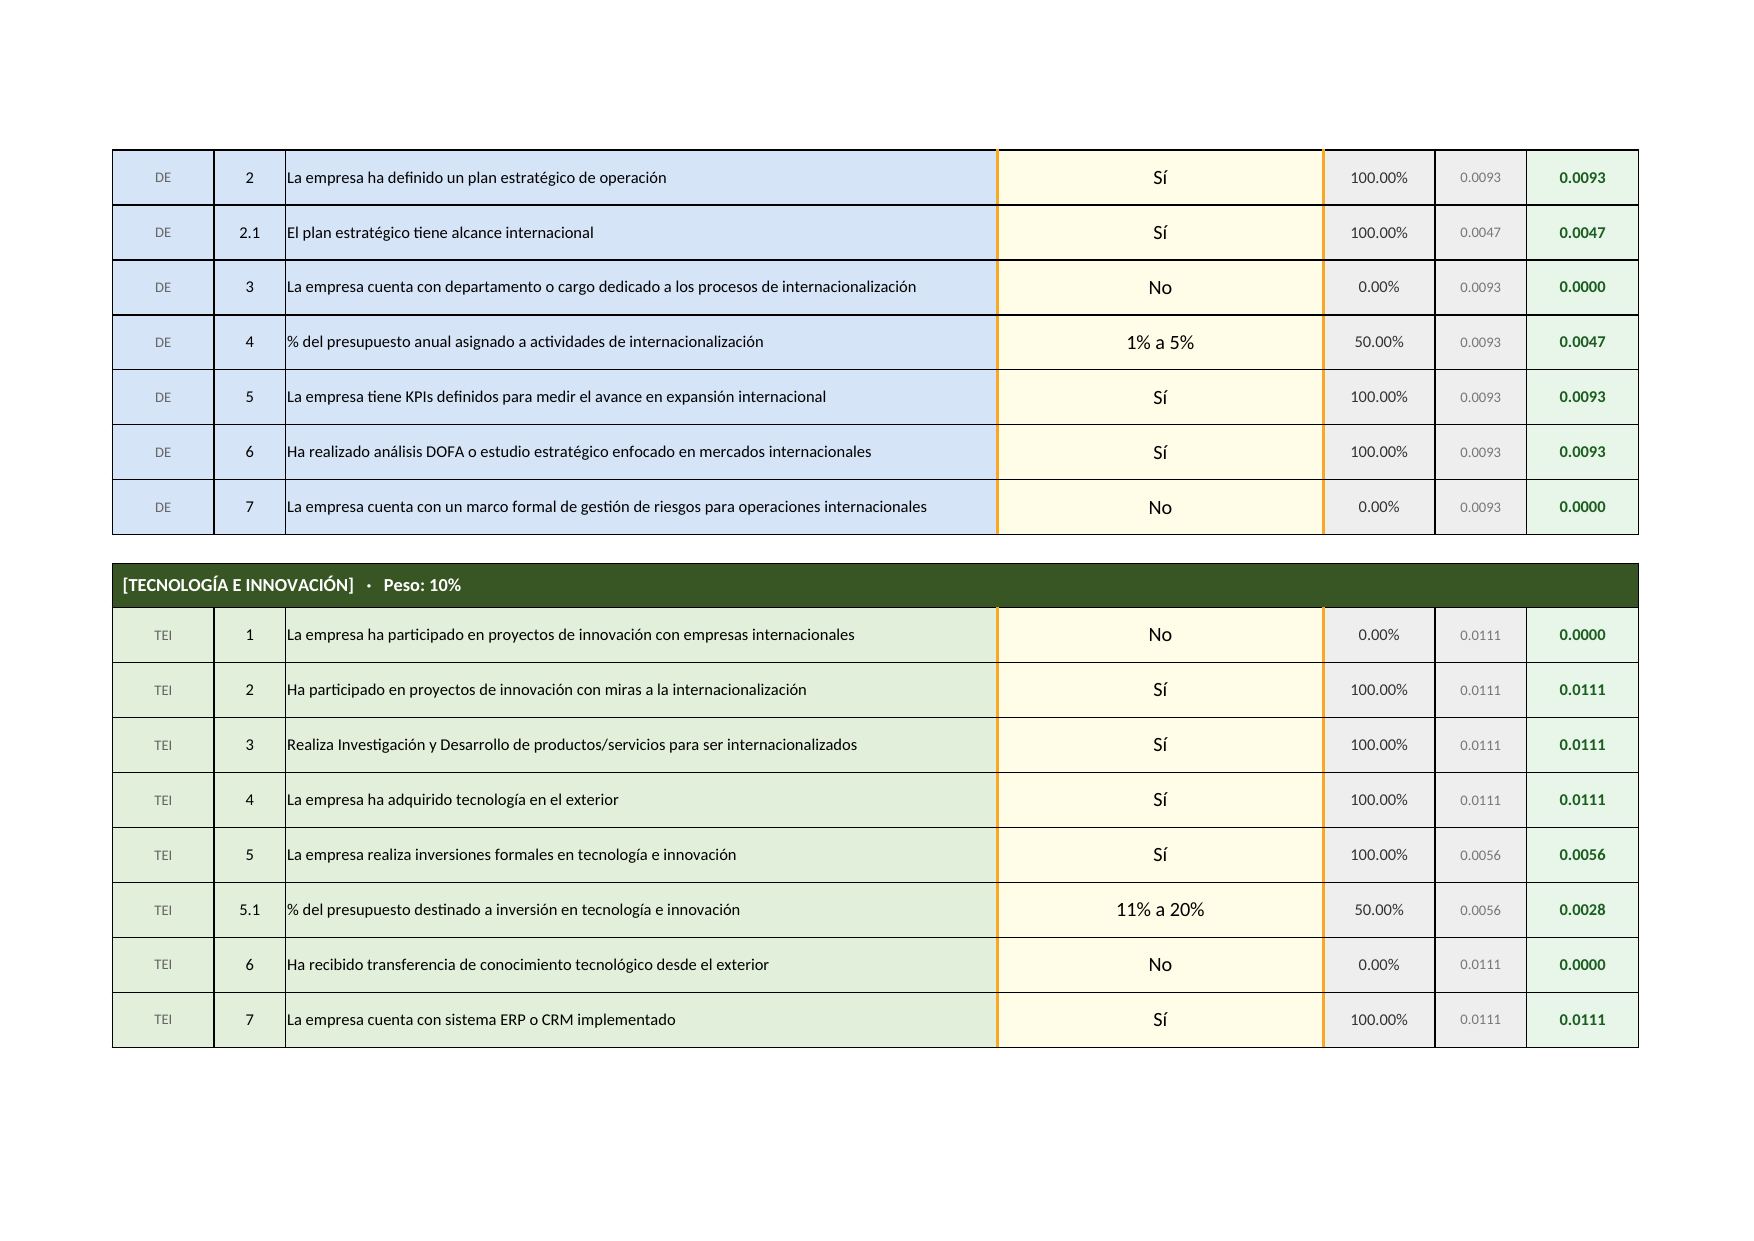 DE 2 La empresa ha definido un plan estratégico de operación Sí 100.00% 0.0093 0.0093
DE 2.1 El plan estratégico tiene alcance internacional Sí 100.00% 0.0047 0.0047
DE 3 La empresa cuenta con departamento o cargo dedicado a los procesos de internacionalización No 0.00% 0.0093 0.0000
DE 4 % del presupuesto anual asignado a actividades de internacionalización 1% a 5% 50.00% 0.0093 0.0047
DE 5 La empresa tiene KPIs definidos para medir el avance en expansión internacional Sí 100.00% 0.0093 0.0093
DE 6 Ha realizado análisis DOFA o estudio estratégico enfocado en mercados internacionales Sí 100.00% 0.0093 0.0093
DE 7 La empresa cuenta con un marco formal de gestión de riesgos para operaciones internacionales No 0.00% 0.0093 0.0000
[TECNOLOGÍA E INNOVACIÓN] · Peso: 10%
TEI 1 La empresa ha participado en proyectos de innovación con empresas internacionales No 0.00% 0.0111 0.0000
TEI 2 Ha participado en proyectos de innovación con miras a la internacionalización Sí 100.00% 0.0111 0.0111
TEI 3 Realiza Investigación y Desarrollo de productos/servicios para ser internacionalizados Sí 100.00% 0.0111 0.0111
TEI 4 La empresa ha adquirido tecnología en el exterior Sí 100.00% 0.0111 0.0111
TEI 5 La empresa realiza inversiones formales en tecnología e innovación Sí 100.00% 0.0056 0.0056
TEI 5.1 % del presupuesto destinado a inversión en tecnología e innovación 11% a 20% 50.00% 0.0056 0.0028
TEI 6 Ha recibido transferencia de conocimiento tecnológico desde el exterior No 0.00% 0.0111 0.0000
TEI 7 La empresa cuenta con sistema ERP o CRM implementado Sí 100.00% 0.0111 0.0111